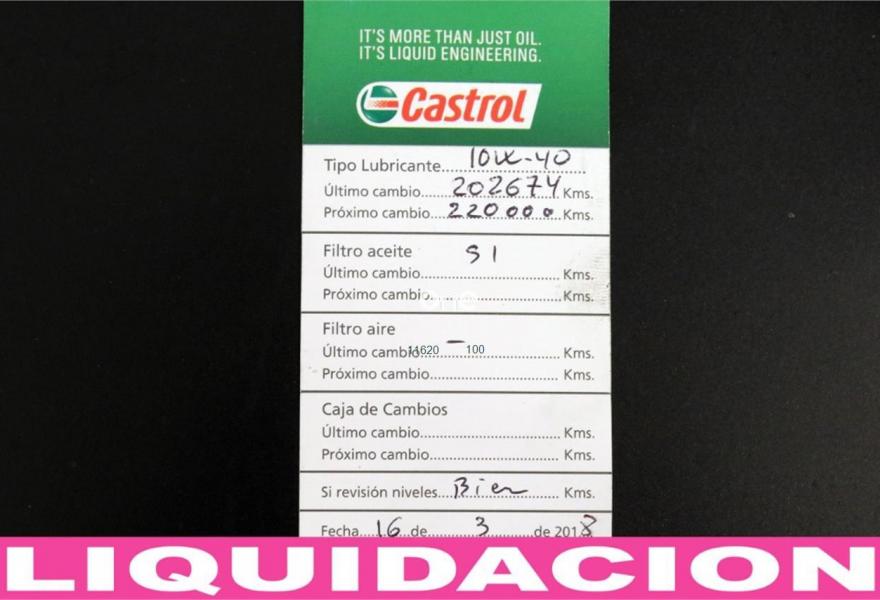 IT'S MORE THAN JUST OIL.
IT'S LIQUID ENGINEERING.
Castrol
Tipo Lubricante 10W-40
Último cambio 202674 Kms.
Próximo cambio 220000 Kms.
Filtro aceite SI
Último cambio Kms.
Próximo cambio Kms.
Filtro aire –
Último cambio Kms.
11620 100
Próximo cambio Kms.
Caja de Cambios
Último cambio Kms.
Próximo cambio Kms.
Si revisión niveles Bien Kms.
Fecha 16 de 3 de 2018
LIQUIDACION